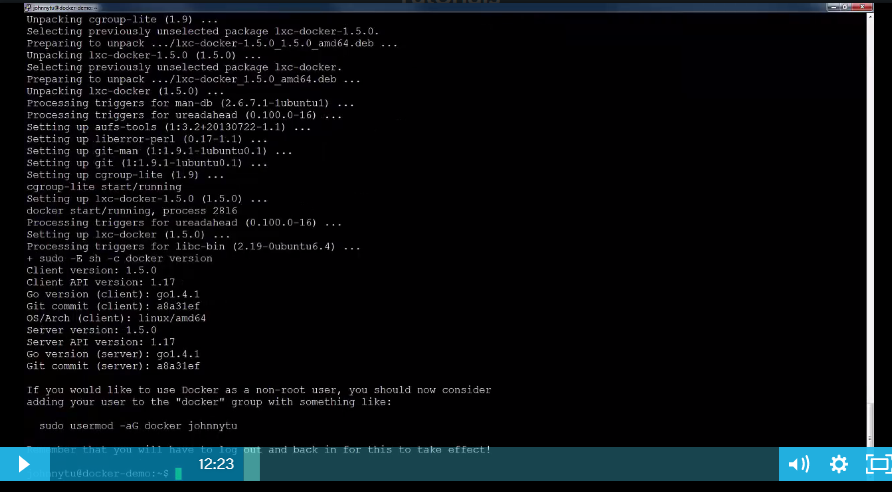 johnnytu@docker-demo: ~
Unpacking cgroup-lite (1.9) ...
Selecting previously unselected package lxc-docker-1.5.0.
Preparing to unpack .../lxc-docker-1.5.0_1.5.0_amd64.deb ...
Unpacking lxc-docker-1.5.0 (1.5.0) ...
Selecting previously unselected package lxc-docker.
Preparing to unpack .../lxc-docker_1.5.0_amd64.deb ...
Unpacking lxc-docker (1.5.0) ...
Processing triggers for man-db (2.6.7.1-1ubuntu1) ...
Processing triggers for ureadahead (0.100.0-16) ...
Setting up aufs-tools (1:3.2+20130722-1.1) ...
Setting up liberror-perl (0.17-1.1) ...
Setting up git-man (1:1.9.1-1ubuntu0.1) ...
Setting up git (1:1.9.1-1ubuntu0.1) ...
Setting up cgroup-lite (1.9) ...
cgroup-lite start/running
Setting up lxc-docker-1.5.0 (1.5.0) ...
docker start/running, process 2816
Processing triggers for ureadahead (0.100.0-16) ...
Setting up lxc-docker (1.5.0) ...
Processing triggers for libc-bin (2.19-0ubuntu6.4) ...
+ sudo -E sh -c docker version
Client version: 1.5.0
Client API version: 1.17
Go version (client): go1.4.1
Git commit (client): a8a31ef
OS/Arch (client): linux/amd64
Server version: 1.5.0
Server API version: 1.17
Go version (server): go1.4.1
Git commit (server): a8a31ef
If you would like to use Docker as a non-root user, you should now consider
adding your user to the "docker" group with something like:
sudo usermod -aG docker johnnytu
Remember that you will have to log out and back in for this to take effect!
12:23
johnnytu@docker-demo:~$